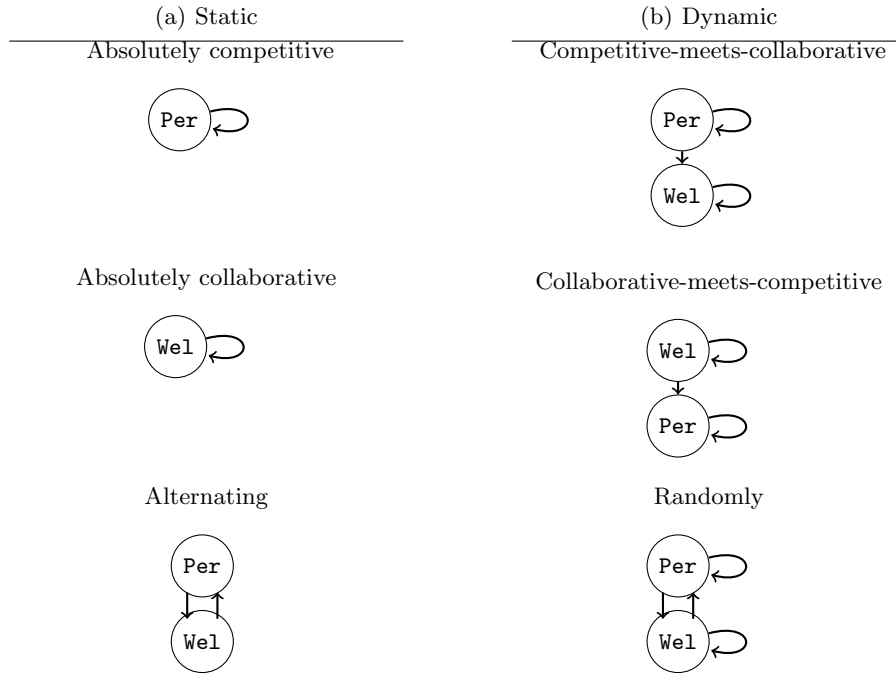 (a) Static
Absolutely competitive
Per
Absolutely collaborative
Wel
Alternating
Per
Wel
(b) Dynamic
Competitive-meets-collaborative
Per
Wel
Collaborative-meets-competitive
Wel
Per
Randomly
Per
Wel